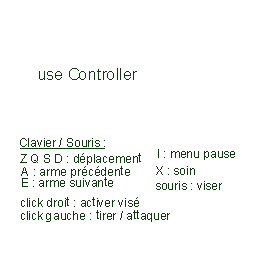 use Controller
Clavier / Souris :
Z Q S D : déplacement
A : arme précédente
E : arme suivante
click droit : activer visé
click gauche : tirer / attaquer
I : menu pause
X : soin
souris : viser